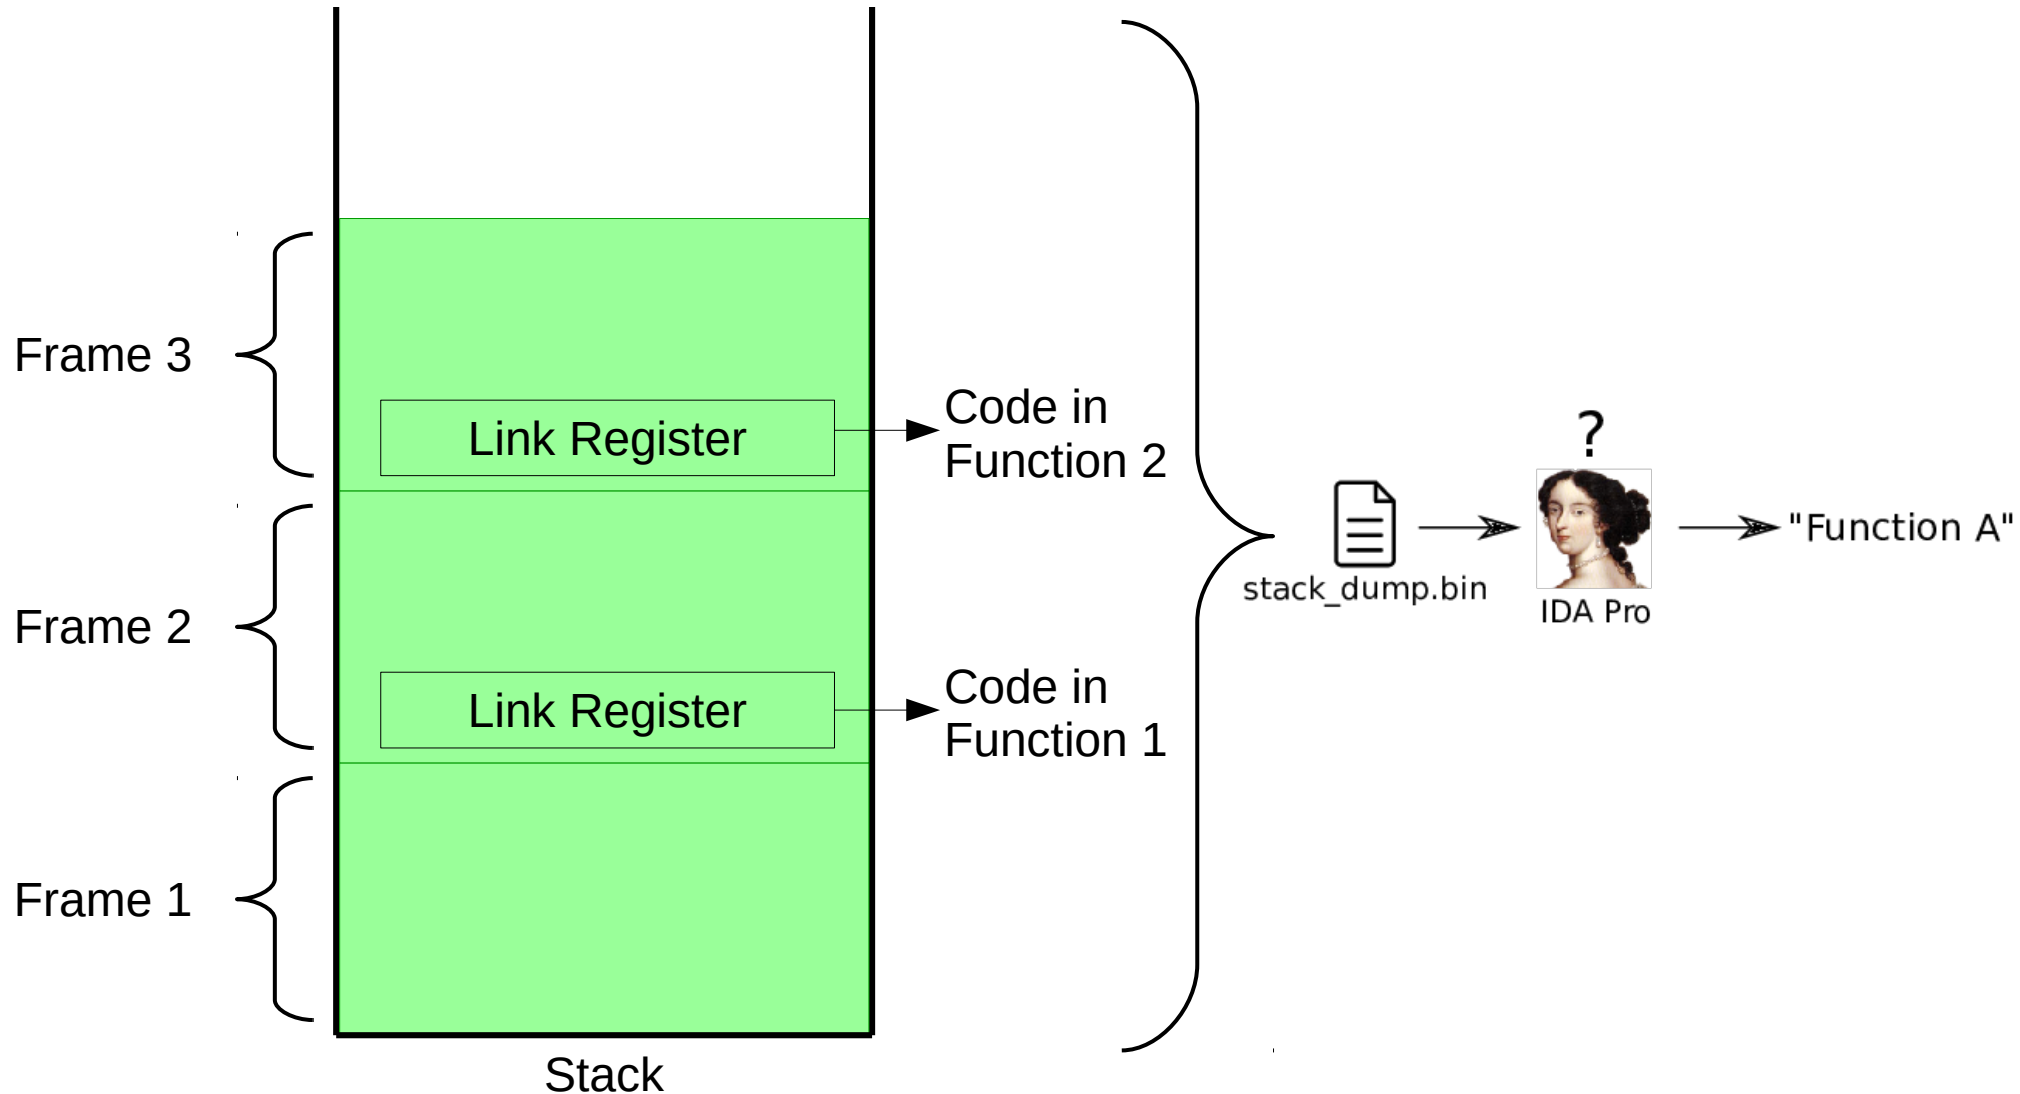 Frame 3
Link Register
Code in
Function 2
?
stack_dump.bin
IDA Pro
"Function A"
Frame 2
Link Register
Code in
Function 1
Frame 1
Stack